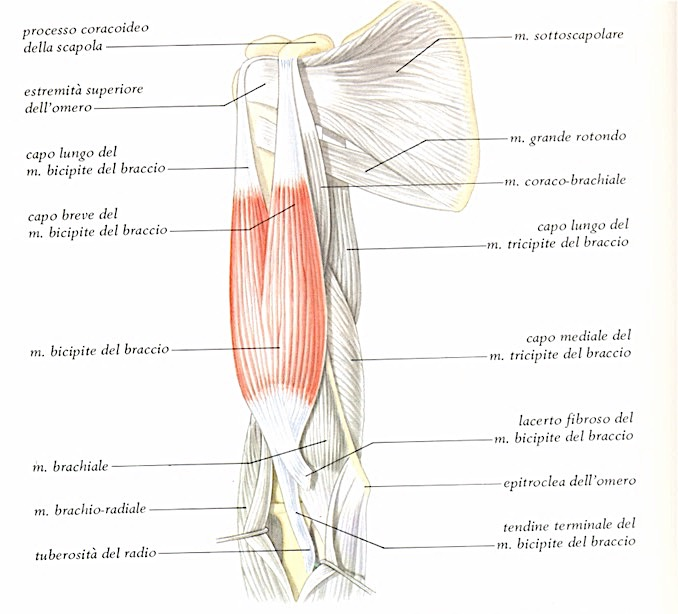 processo coracoideo
della scapola
estremità superiore
dell'omero
capo lungo del
m. bicipite del braccio
capo breve del
m. bicipite del braccio
m. bicipite del braccio
m. brachiale
m. brachio-radiale
tuberosità del radio
m. sottoscapolare
m. grande rotondo
m. coraco-brachiale
capo lungo del
m. tricipite del braccio
capo mediale del
m. tricipite del braccio
lacerto fibroso del
m. bicipite del braccio
epitroclea dell'omero
tendine terminale del
m. bicipite del braccio